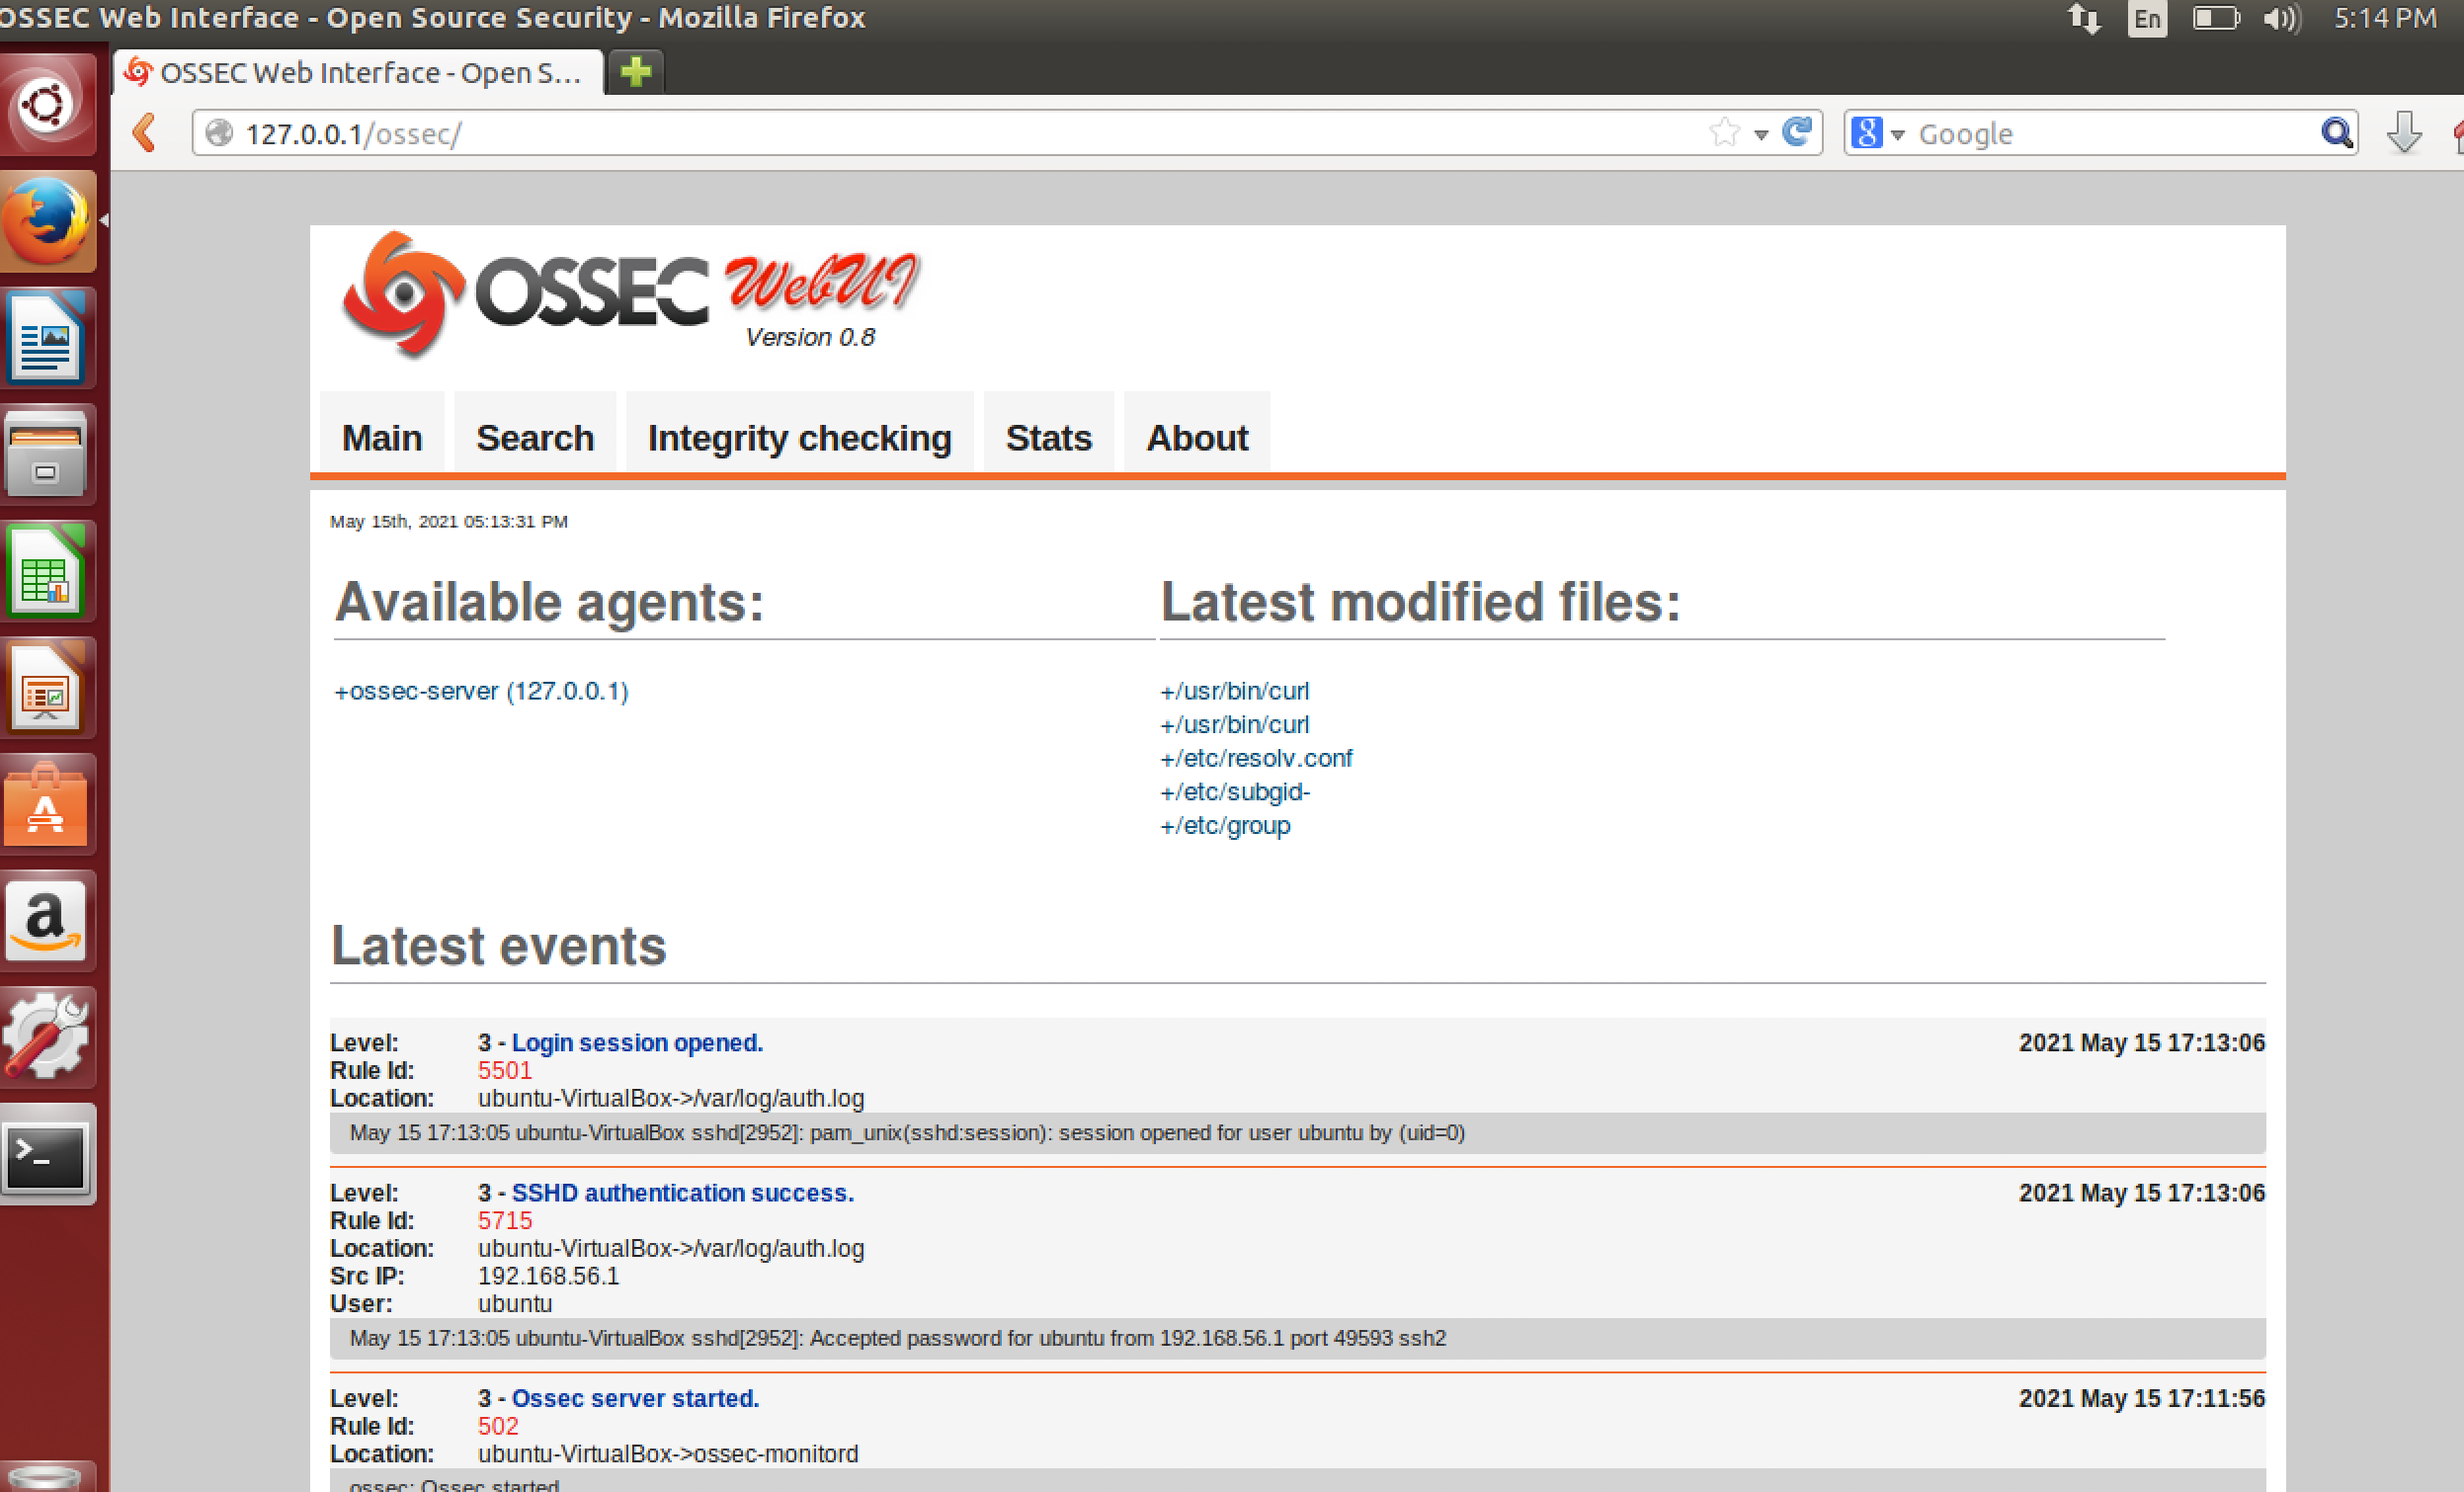 OSSEC Web Interface - Open Source Security - Mozilla Firefox
En
5:14 PM
OSSEC Web Interface - Open S...
127.0.0.1/ossec/
8
Google
OSSEC WebUI
Version 0.8
Main Search Integrity checking Stats About
May 15th, 2021 05:13:31 PM
Available agents:
+ossec-server (127.0.0.1)
Latest modified files:
+/usr/bin/curl
+/usr/bin/curl
+/etc/resolv.conf
+/etc/subgid-
+/etc/group
Latest events
Level: 3 - Login session opened. 2021 May 15 17:13:06
Rule Id: 5501
Location: ubuntu-VirtualBox->/var/log/auth.log
May 15 17:13:05 ubuntu-VirtualBox sshd[2952]: pam_unix(sshd:session): session opened for user ubuntu by (uid=0)
Level: 3 - SSHD authentication success. 2021 May 15 17:13:06
Rule Id: 5715
Location: ubuntu-VirtualBox->/var/log/auth.log
Src IP: 192.168.56.1
User: ubuntu
May 15 17:13:05 ubuntu-VirtualBox sshd[2952]: Accepted password for ubuntu from 192.168.56.1 port 49593 ssh2
Level: 3 - Ossec server started. 2021 May 15 17:11:56
Rule Id: 502
Location: ubuntu-VirtualBox->ossec-monitord
ossec: Ossec started